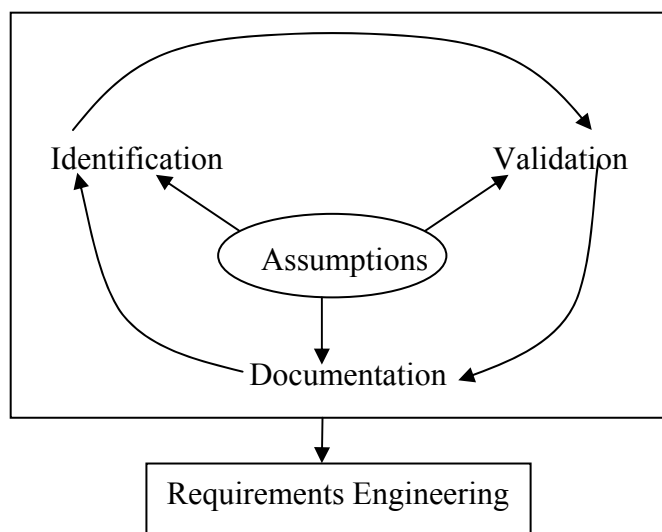 Identification
Validation
Assumptions
Documentation
Requirements Engineering